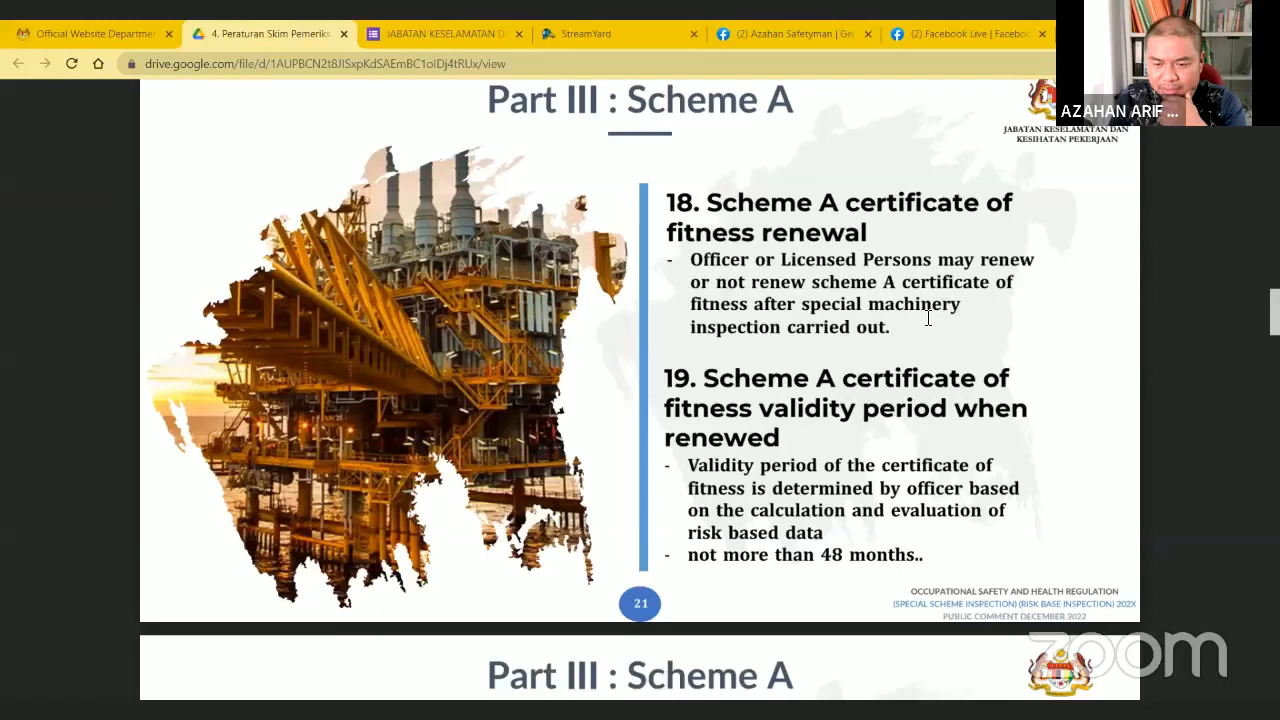 Official Website Departmen
4. Peraturan Skim Pemeriks
JABATAN KESELAMATAN DA
StreamYard
(2) Azahan Safetyman | Gei
(2) Facebook Live | Faceboo
drive.google.com/file/d/1AUPBCN2t8JISxpKdSAEmBC1oIDj4tRUx/view
AZAHAN ARIF ...
Part III : Scheme A
JABATAN KESELAMATAN DAN
KESIHATAN PEKERJAAN
18. Scheme A certificate of
fitness renewal
- Officer or Licensed Persons may renew
or not renew scheme A certificate of
fitness after special machinery
inspection carried out.
19. Scheme A certificate of
fitness validity period when
renewed
- Validity period of the certificate of
fitness is determined by officer based
on the calculation and evaluation of
risk based data
- not more than 48 months..
21
OCCUPATIONAL SAFETY AND HEALTH REGULATION
(SPECIAL SCHEME INSPECTION) (RISK BASE INSPECTION) 202X
PUBLIC COMMENT DECEMBER 2022
zoom
Part III : Scheme A